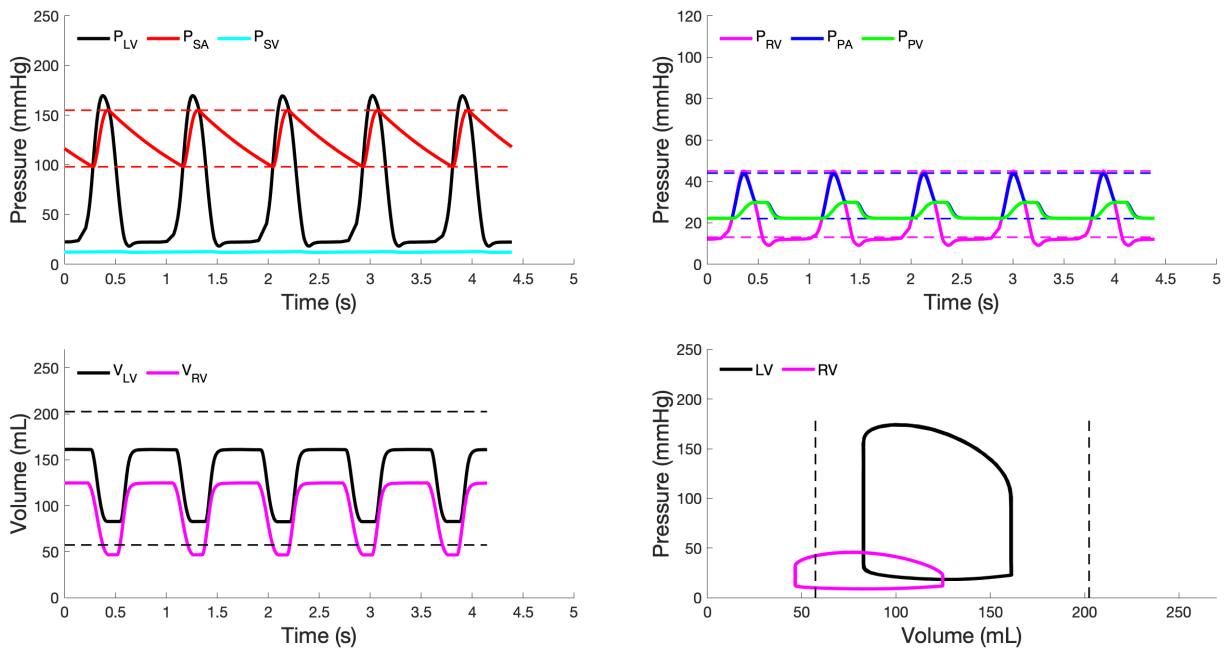 250
200
150
100
50
0
Pressure (mmHg)
P_LV P_SA P_SV
0 0.5 1 1.5 2 2.5 3 3.5 4 4.5 5
Time (s)
120
100
80
60
40
20
0
Pressure (mmHg)
P_RV P_PA P_PV
0 0.5 1 1.5 2 2.5 3 3.5 4 4.5 5
Time (s)
250
200
150
100
50
0
Volume (mL)
V_LV V_RV
0 0.5 1 1.5 2 2.5 3 3.5 4 4.5 5
Time (s)
250
200
150
100
50
0
Pressure (mmHg)
LV RV
0 50 100 150 200 250
Volume (mL)